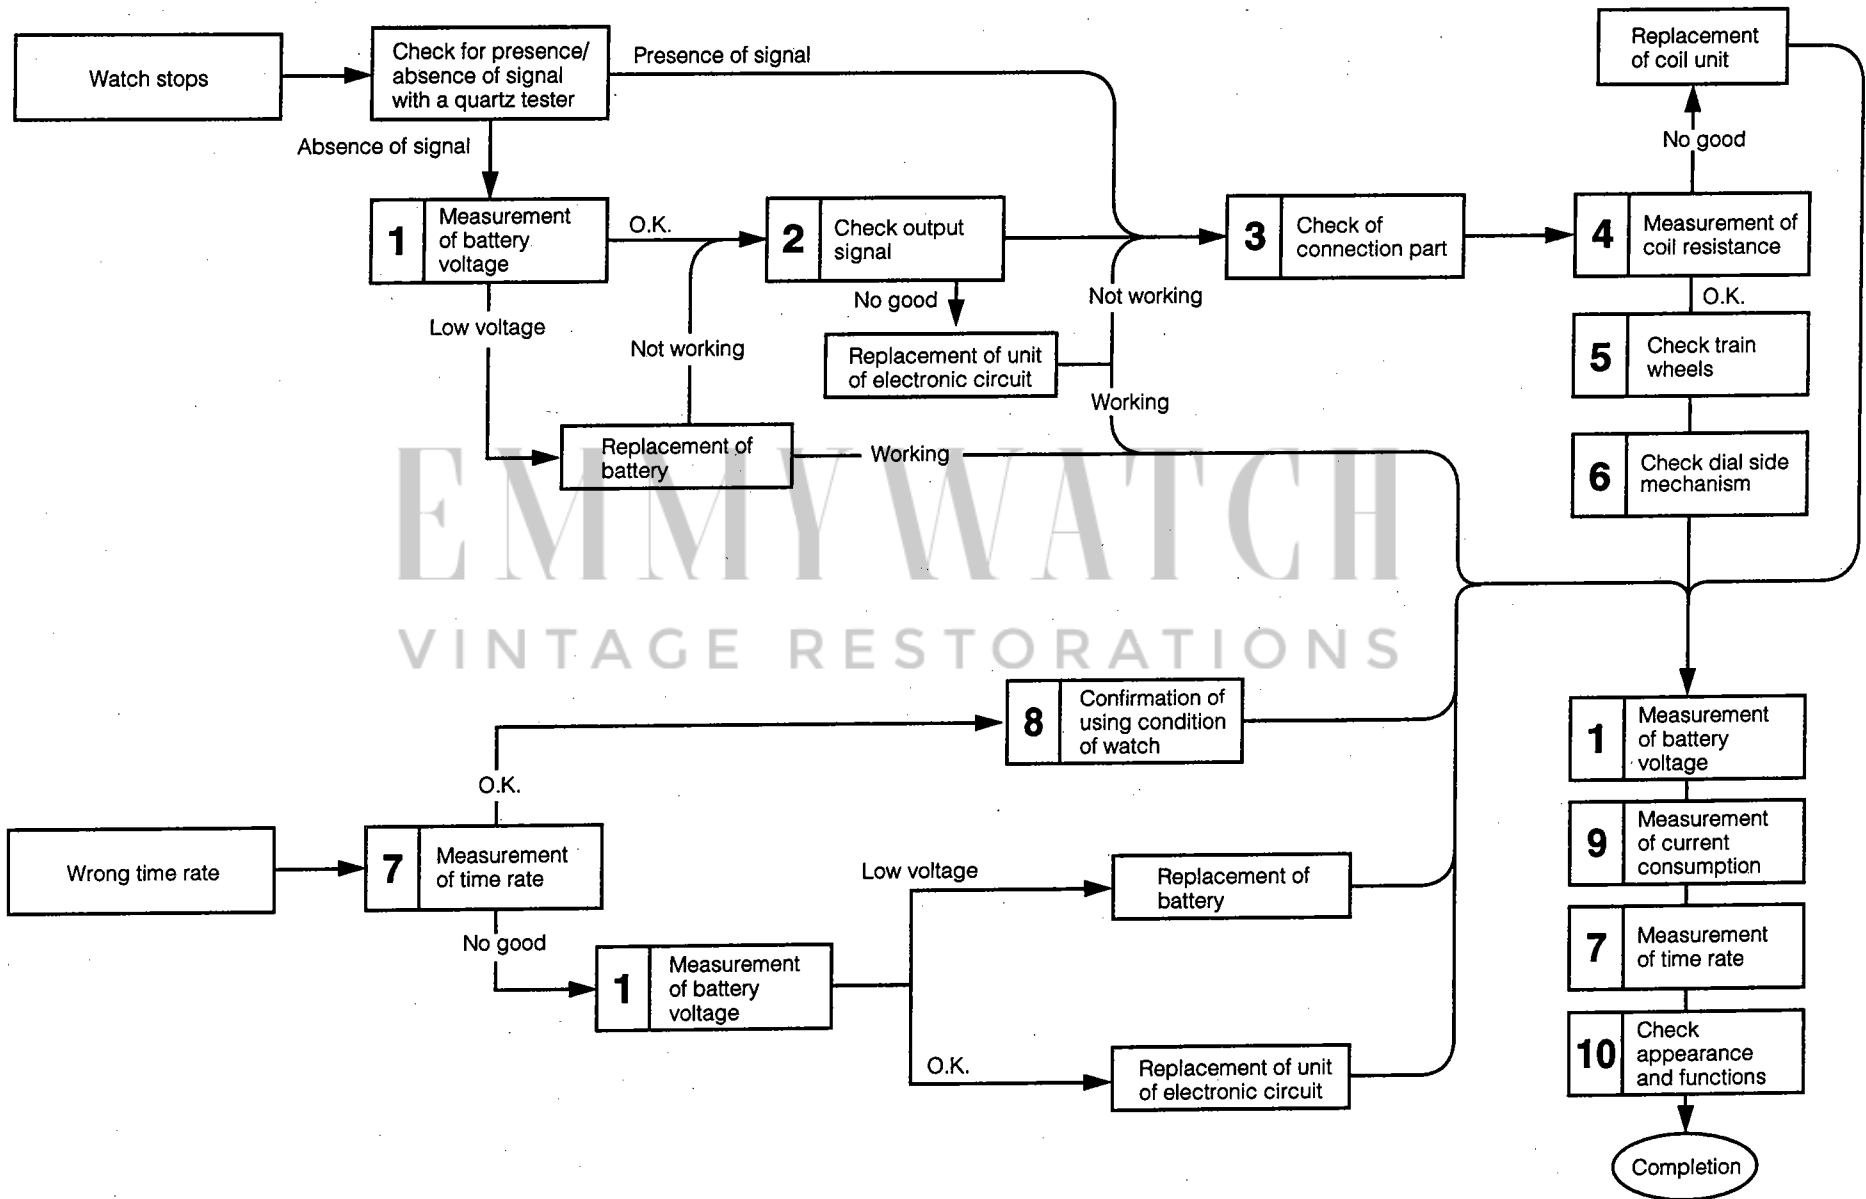 Watch stops
Check for presence/
absence of signal
with a quartz tester
Presence of signal
Absence of signal
1
Measurement
of battery
voltage
O.K.
Low voltage
Not working
Replacement of
battery
Working
2
Check output
signal
No good
Replacement of unit
of electronic circuit
Not working
Working
3
Check of
connection part
4
Measurement of
coil resistance
No good
Replacement
of coil unit
O.K.
5
Check train
wheels
6
Check dial side
mechanism
EMMYWATCH
VINTAGE RESTORATIONS
Wrong time rate
7
Measurement
of time rate
O.K.
8
Confirmation of
using condition
of watch
No good
1
Measurement
of battery
voltage
Low voltage
Replacement of
battery
O.K.
Replacement of unit
of electronic circuit
1
Measurement
of battery
voltage
9
Measurement
of current
consumption
7
Measurement
of time rate
10
Check
appearance
and functions
Completion